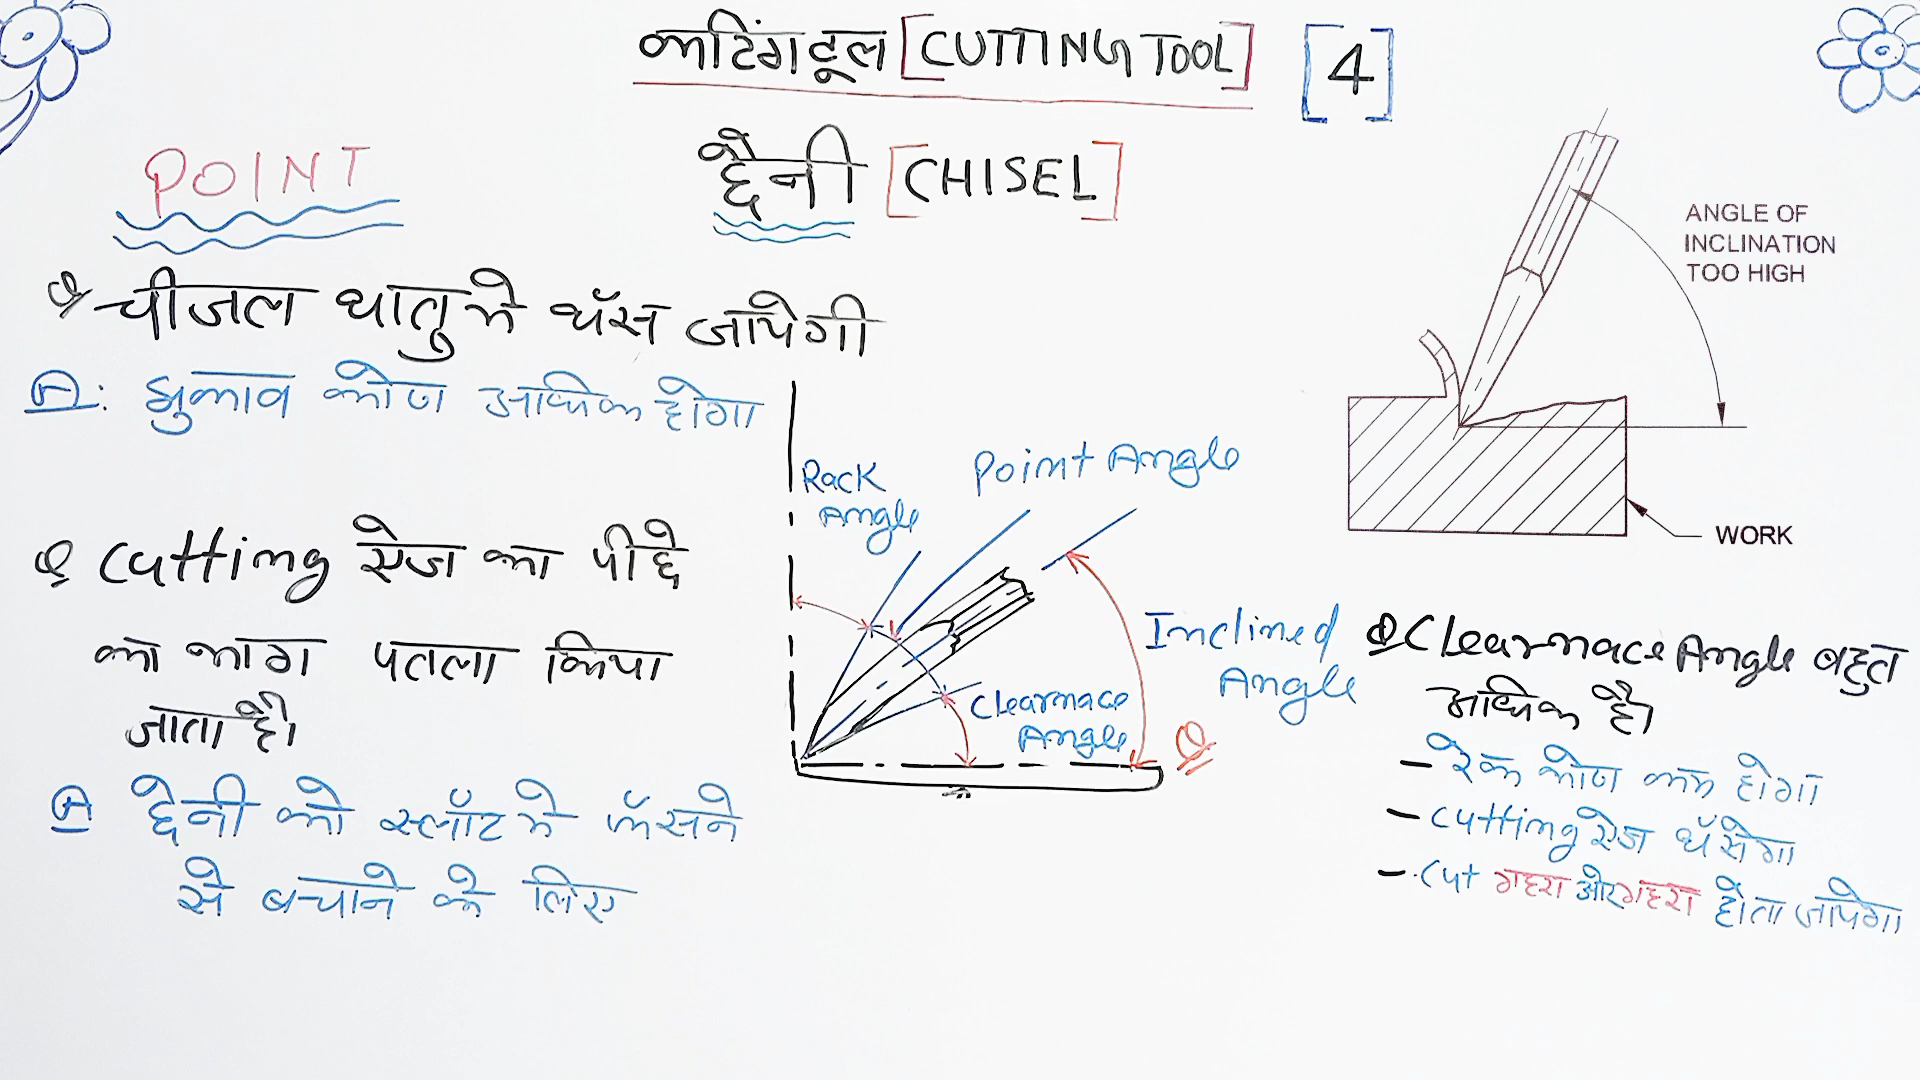 कटिंग टूल [CUTTING TOOL] [4]
छैनी [CHISEL]
POINT
Q चीजल धातु मे धँस जायेगी
A: झुकाव कोण अधिक होगा
Q Cutting ऐज का पीछे
का भाग पतला किया
जाता है।
A छेनी को स्लॉट मे फँसने
से बचाने के लिए
Rack
Angle
Point Angle
Inclined
Angle
Clearnace
Angle
Q
ANGLE OF
INCLINATION
TOO HIGH
WORK
Q Clearnace Angle बहुत
अधिक है।
- रेक कोण कम होगा
- Cutting ऐज धँसेगा
- Cut गहरा और गहरा होता जायेगा